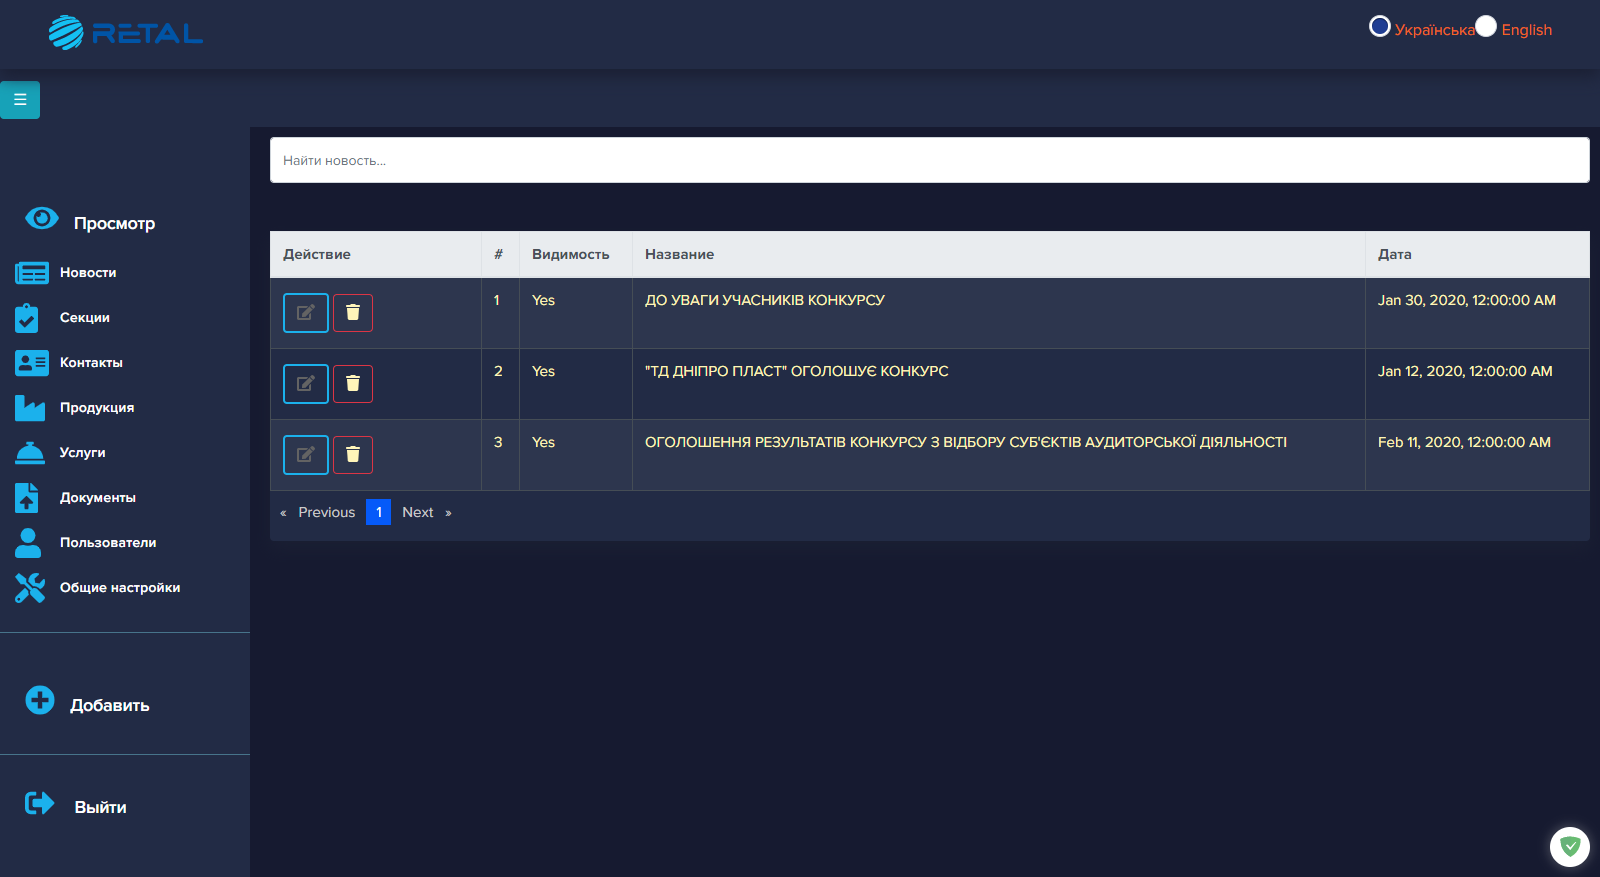 RETAL
Українська English
Найти новость...
Просмотр
Новости
Секции
Контакты
Продукция
Услуги
Документы
Пользователи
Общие настройки
Добавить
Выйти
Действие # Видимость Название Дата
1 Yes ДО УВАГИ УЧАСНИКІВ КОНКУРСУ Jan 30, 2020, 12:00:00 AM
2 Yes "ТД ДНІПРО ПЛАСТ" ОГОЛОШУЄ КОНКУРС Jan 12, 2020, 12:00:00 AM
3 Yes ОГОЛОШЕННЯ РЕЗУЛЬТАТІВ КОНКУРСУ З ВІДБОРУ СУБ'ЄКТІВ АУДИТОРСЬКОЇ ДІЯЛЬНОСТІ Feb 11, 2020, 12:00:00 AM
« Previous 1 Next »